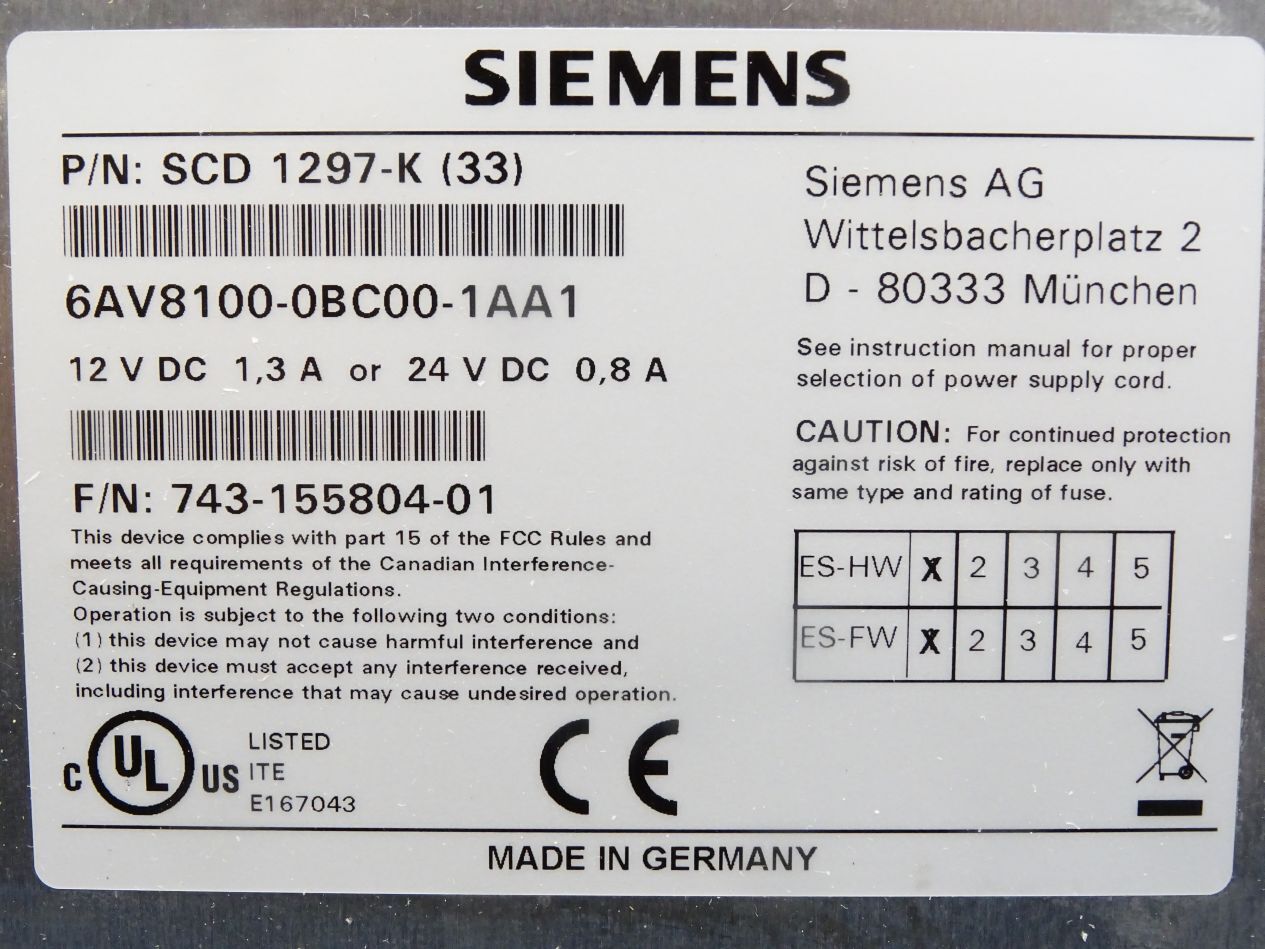 SIEMENS
P/N: SCD 1297-K (33)
6AV8100-0BC00-1AA1
12 V DC 1,3 A or 24 V DC 0,8 A
F/N: 743-155804-01
This device complies with part 15 of the FCC Rules and
meets all requirements of the Canadian Interference-
Causing-Equipment Regulations.
Operation is subject to the following two conditions:
(1) this device may not cause harmful interference and
(2) this device must accept any interference received,
including interference that may cause undesired operation.
Siemens AG
Wittelsbacherplatz 2
D - 80333 München
See instruction manual for proper
selection of power supply cord.
CAUTION: For continued protection
against risk of fire, replace only with
same type and rating of fuse.
ES-HW X 2 3 4 5
ES-FW X 2 3 4 5
C UL US
LISTED
ITE
E167043
CE
MADE IN GERMANY